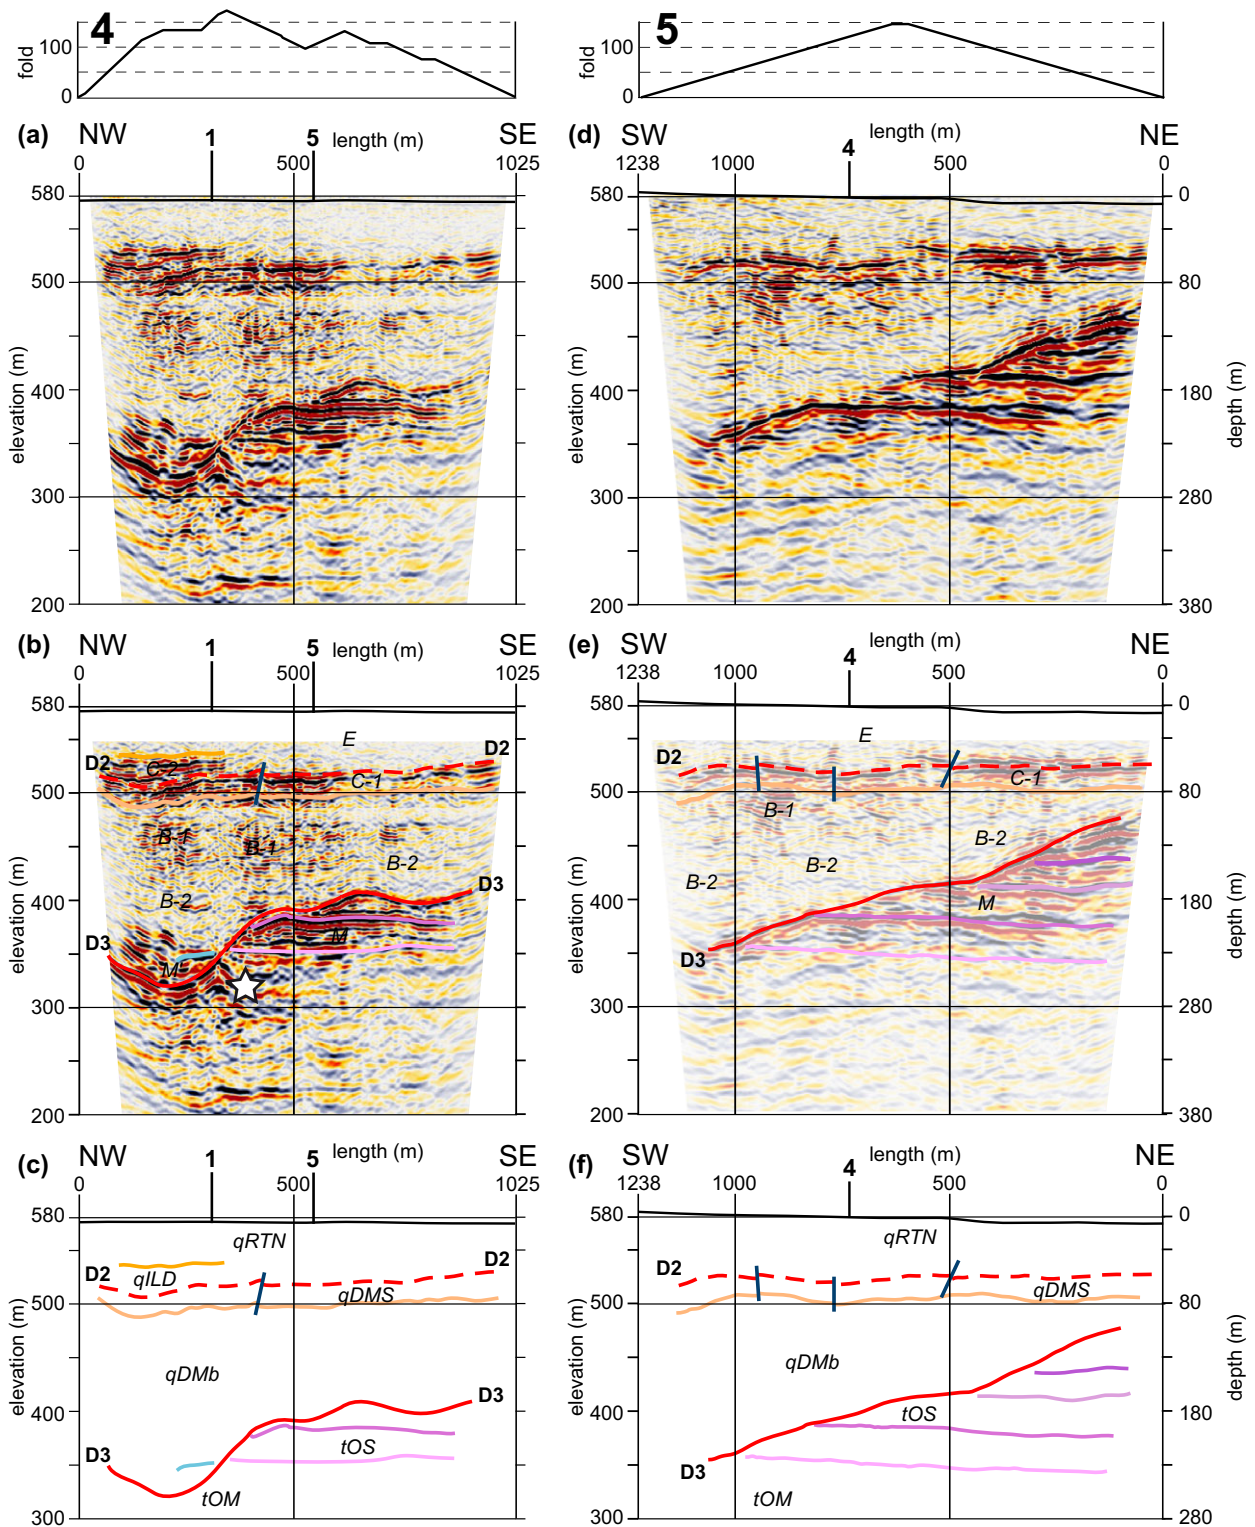 4
5
fold
100
0
fold
100
0
(a) NW 1 5 length (m) SE
0 500 1025
580
500
400
300
200
elevation (m)
(d) SW length (m) 4 NE
1238 1000 500 0
580
500
400
300
200
elevation (m)
0
80
180
280
380
depth (m)
(b) NW 1 5 length (m) SE
0 500 1025
580
500
400
300
200
elevation (m)
E
D2
D2
C-2
C-1
B-1
B-1
B-2
B-2
D3
D3
M
M
(e) SW length (m) 4 NE
1238 1000 500 0
580
500
400
300
200
elevation (m)
0
80
180
280
380
depth (m)
E
D2
C-1
B-1
B-2
B-2
B-2
M
D3
(c) NW 1 5 length (m) SE
0 500 1025
580
500
400
300
elevation (m)
qRTN
D2
D2
qILD
qDMS
qDMb
D3
D3
tOS
tOM
(f) SW length (m) 4 NE
1238 1000 500 0
580
500
400
300
elevation (m)
0
80
180
280
depth (m)
qRTN
D2
qDMS
qDMb
tOS
D3
tOM